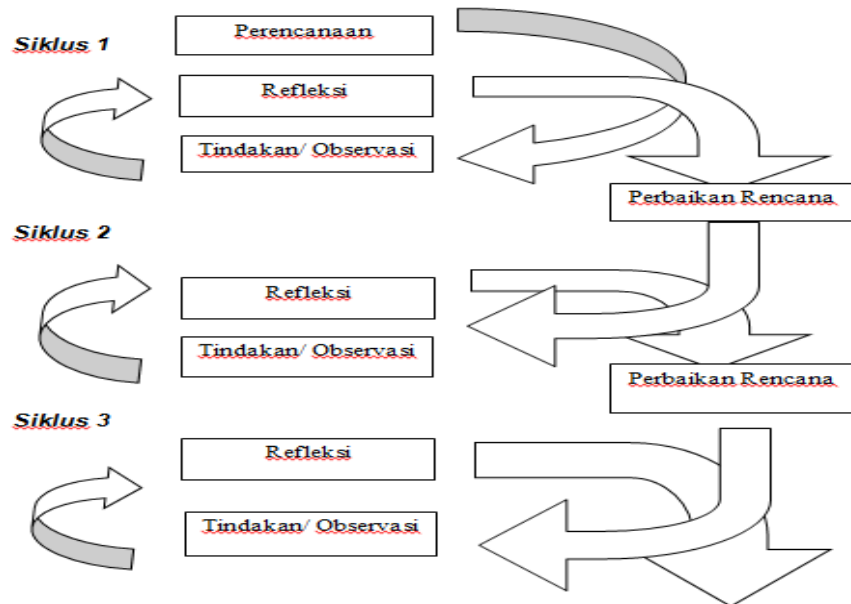 Siklus 1
Perencanaan
Refleksi
Tindakan/ Observasi
Perbaikan Rencana
Siklus 2
Refleksi
Tindakan/ Observasi
Perbaikan Rencana
Siklus 3
Refleksi
Tindakan/ Observasi